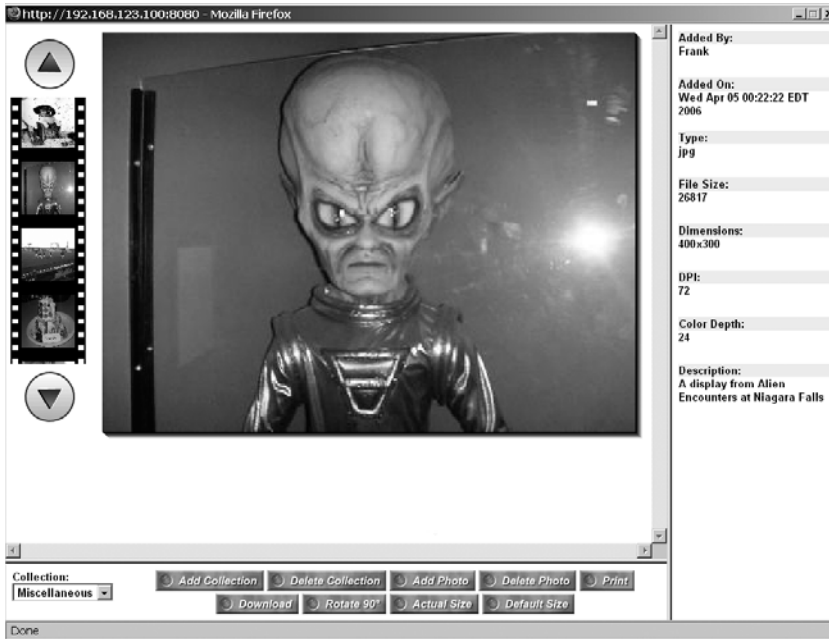 http://192.168.123.100:8080 - Mozilla Firefox
Added By:
Frank
Added On:
Wed Apr 05 00:22:22 EDT
2006
Type:
jpg
File Size:
26817
Dimensions:
400x300
DPI:
72
Color Depth:
24
Description:
A display from Alien
Encounters at Niagara Falls
Collection:
Miscellaneous
Add Collection
Delete Collection
Add Photo
Delete Photo
Print
Download
Rotate 90°
Actual Size
Default Size
Done